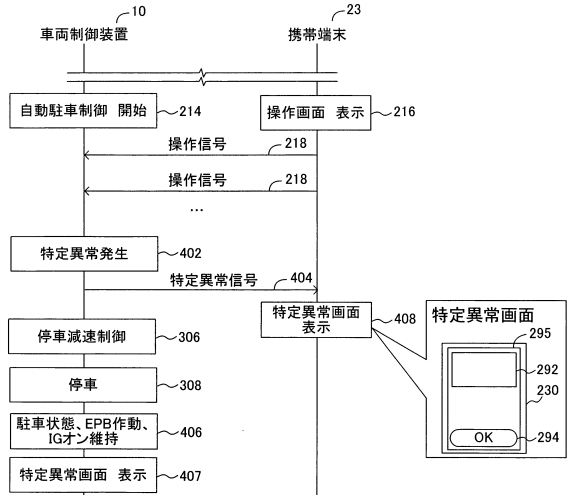 10
車両制御装置
23
携帯端末
自動駐車制御 開始
214
操作画面 表示
216
操作信号
218
操作信号
218
...
特定異常発生
402
特定異常信号
404
特定異常画面
表示
408
停車減速制御
306
停車
308
駐車状態、EPB作動、
IGオン維持
406
特定異常画面 表示
407
特定異常画面
295
292
230
OK
294